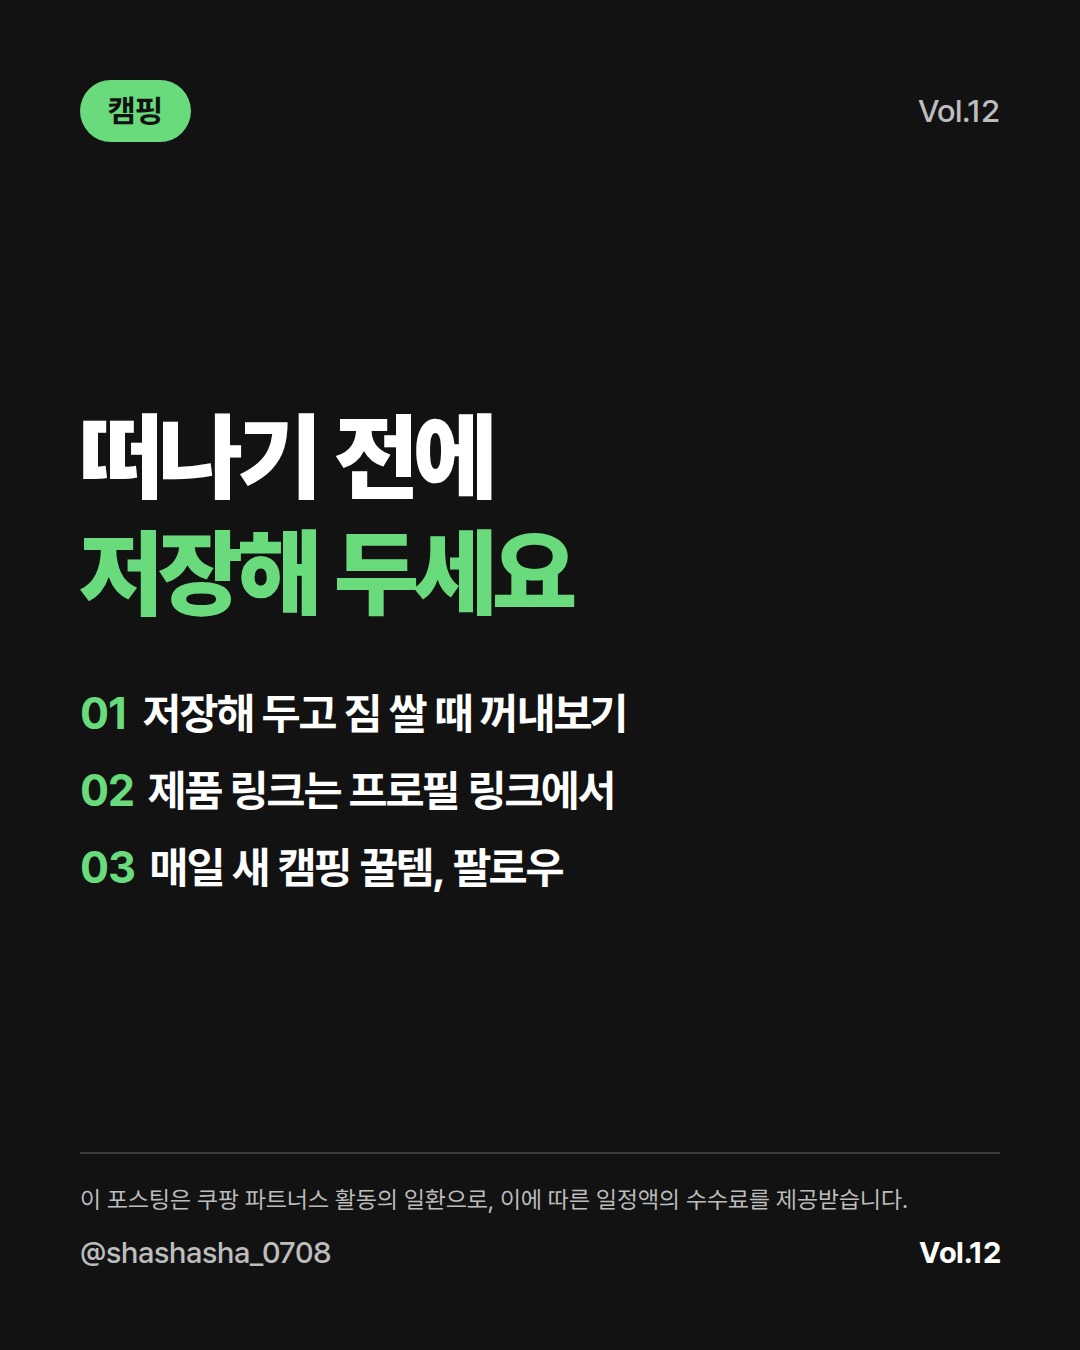 캠핑
Vol.12
떠나기 전에
저장해 두세요
01 저장해 두고 짐 쌀 때 꺼내보기
02 제품 링크는 프로필 링크에서
03 매일 새 캠핑 꿀템, 팔로우
이 포스팅은 쿠팡 파트너스 활동의 일환으로, 이에 따른 일정액의 수수료를 제공받습니다.
@shashasha_0708
Vol.12